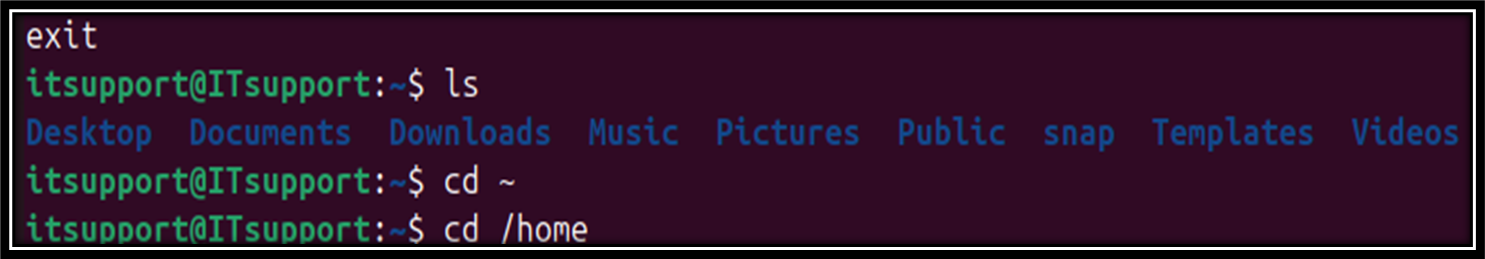 exit
itsupport@ITsupport:~$ ls
Desktop  Documents  Downloads  Music  Pictures  Public  snap  Templates  Videos
itsupport@ITsupport:~$ cd ~
itsupport@ITsupport:~$ cd /home